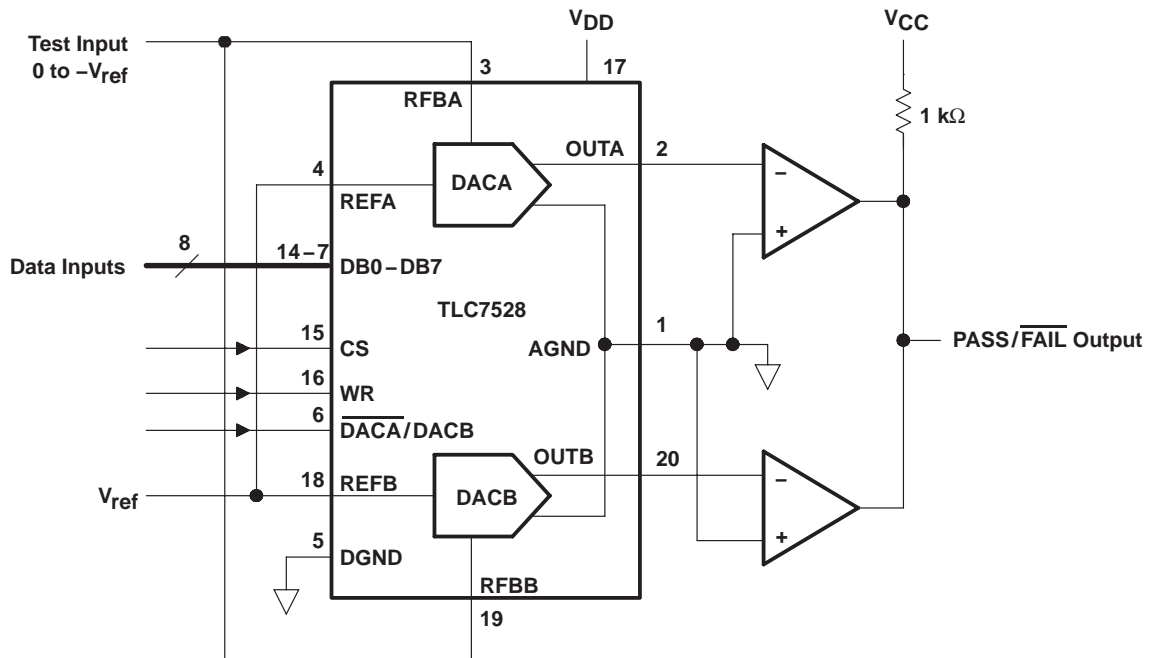 Test Input
0 to –Vref
VDD
VCC
3
17
RFBA
1 kΩ
OUTA
2
DACA
–
+
4
REFA
8
14–7
Data Inputs
DB0–DB7
TLC7528
15
CS
1
AGND
PASS/FAIL Output
16
WR
6
DACA/DACB
OUTB
20
18
REFB
DACB
–
+
Vref
5
DGND
RFBB
19